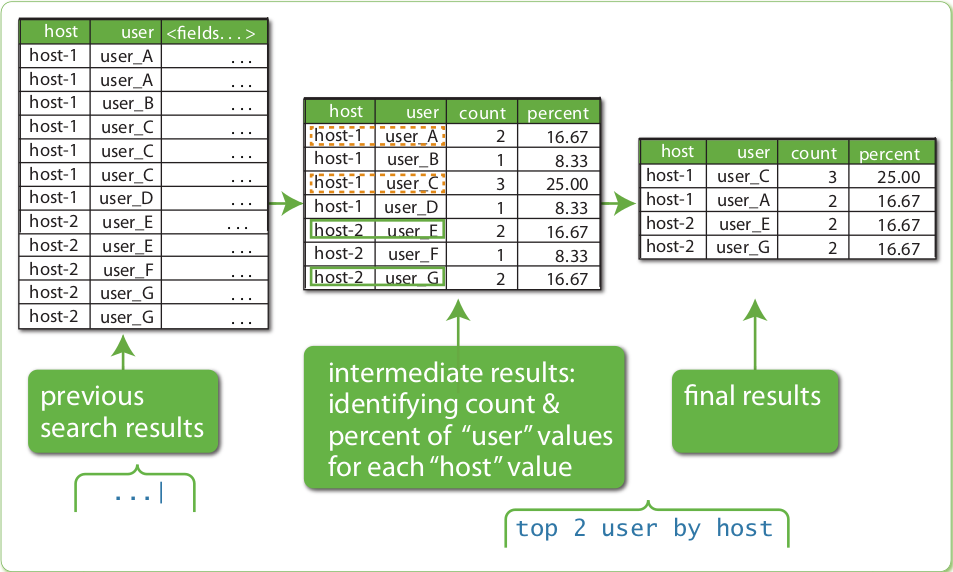 host user <fields...>
host-1 user_A ...
host-1 user_A ...
host-1 user_B ...
host-1 user_C ...
host-1 user_C ...
host-1 user_C ...
host-1 user_D ...
host-2 user_E ...
host-2 user_E ...
host-2 user_F ...
host-2 user_G ...
host-2 user_G ...
host user count percent
host-1 user_A 2 16.67
host-1 user_B 1 8.33
host-1 user_C 3 25.00
host-1 user_D 1 8.33
host-2 user_E 2 16.67
host-2 user_F 1 8.33
host-2 user_G 2 16.67
host user count percent
host-1 user_C 3 25.00
host-1 user_A 2 16.67
host-2 user_E 2 16.67
host-2 user_G 2 16.67
previous
search results
intermediate results:
identifying count &
percent of “user” values
for each “host” value
final results
...|
top 2 user by host